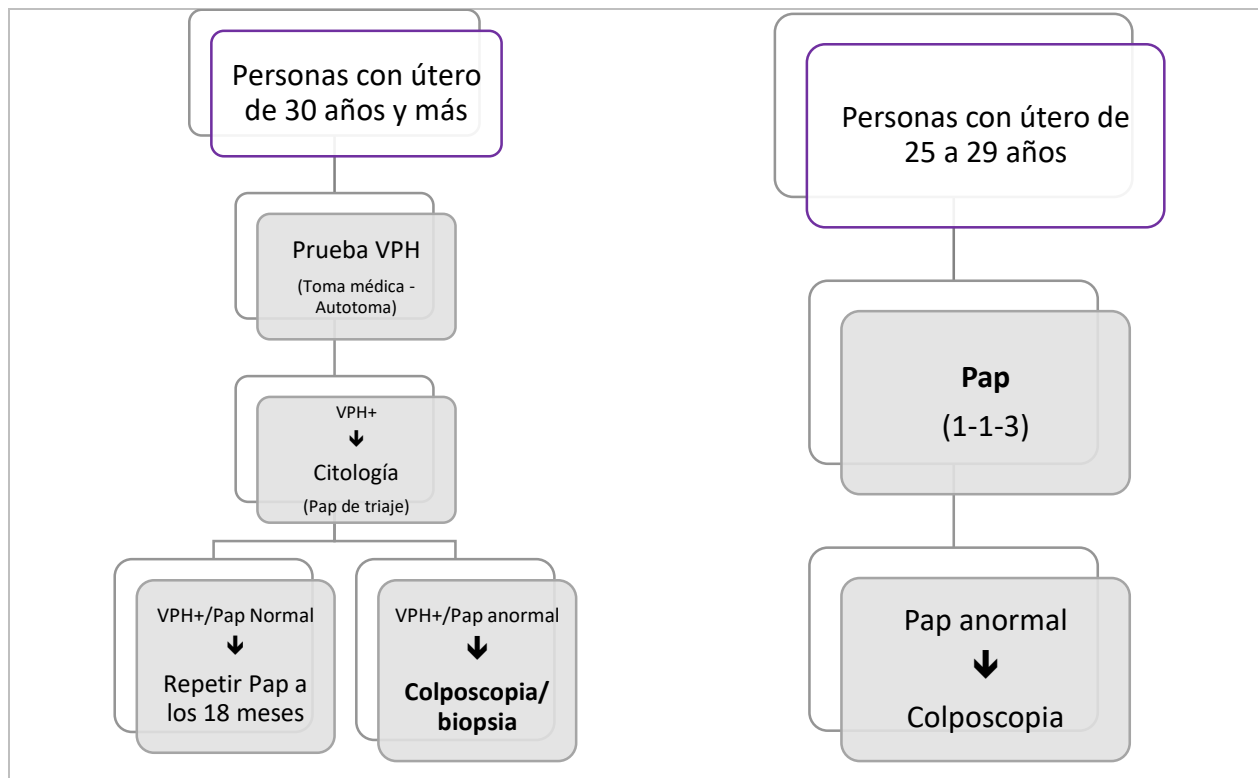 Personas con útero
de 30 años y más
Prueba VPH
(Toma médica -
Autotoma)
VPH+
Citología
(Pap de triaje)
VPH+/Pap Normal
Repetir Pap a
los 18 meses
VPH+/Pap anormal
Colposcopia/
biopsia
Personas con útero de
25 a 29 años
Pap
(1-1-3)
Pap anormal
Colposcopia